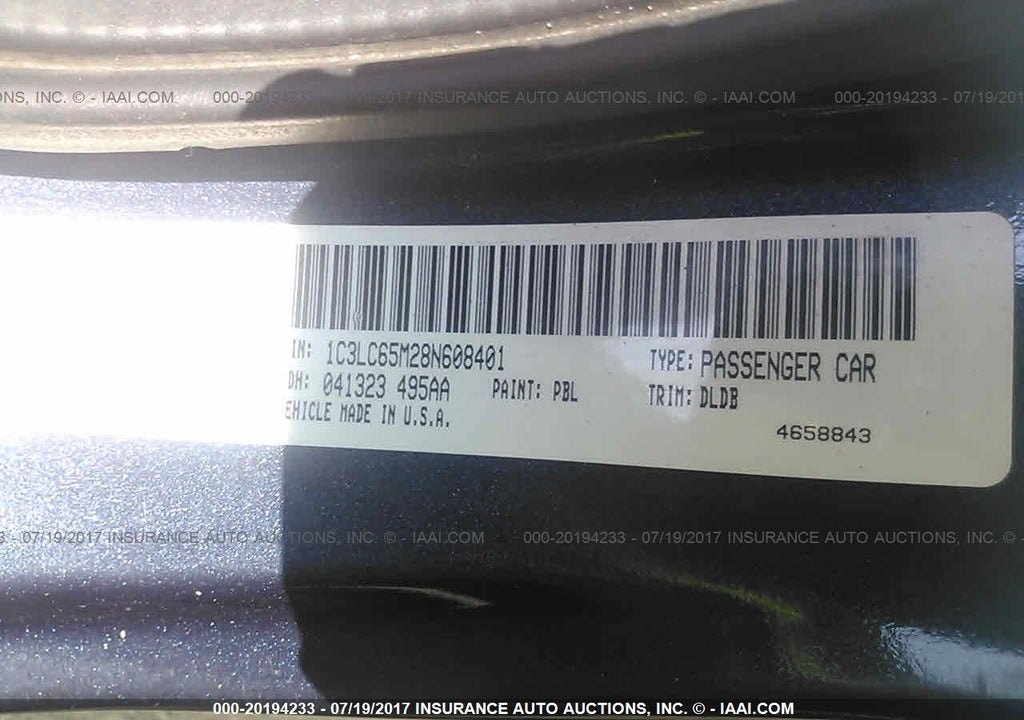 ONS, INC. © - IAAI.COM 000-20194233 - 07/19/2017 INSURANCE AUTO AUCTIONS, INC. © - IAAI.COM 000-20194233 - 07/19/201
IN: 1C3LC65M28N608401 TYPE: PASSENGER CAR
DH: 041323 495AA PAINT: PBL TRIM: DLDB
EHICLE MADE IN U.S.A.
4658843
3 - 07/19/2017 INSURANCE AUTO AUCTIONS, INC. © - IAAI.COM 000-20194233 - 07/19/2017 INSURANCE AUTO AUCTIONS, INC. © -
000-20194233 - 07/19/2017 INSURANCE AUTO AUCTIONS, INC. © - IAAI.COM